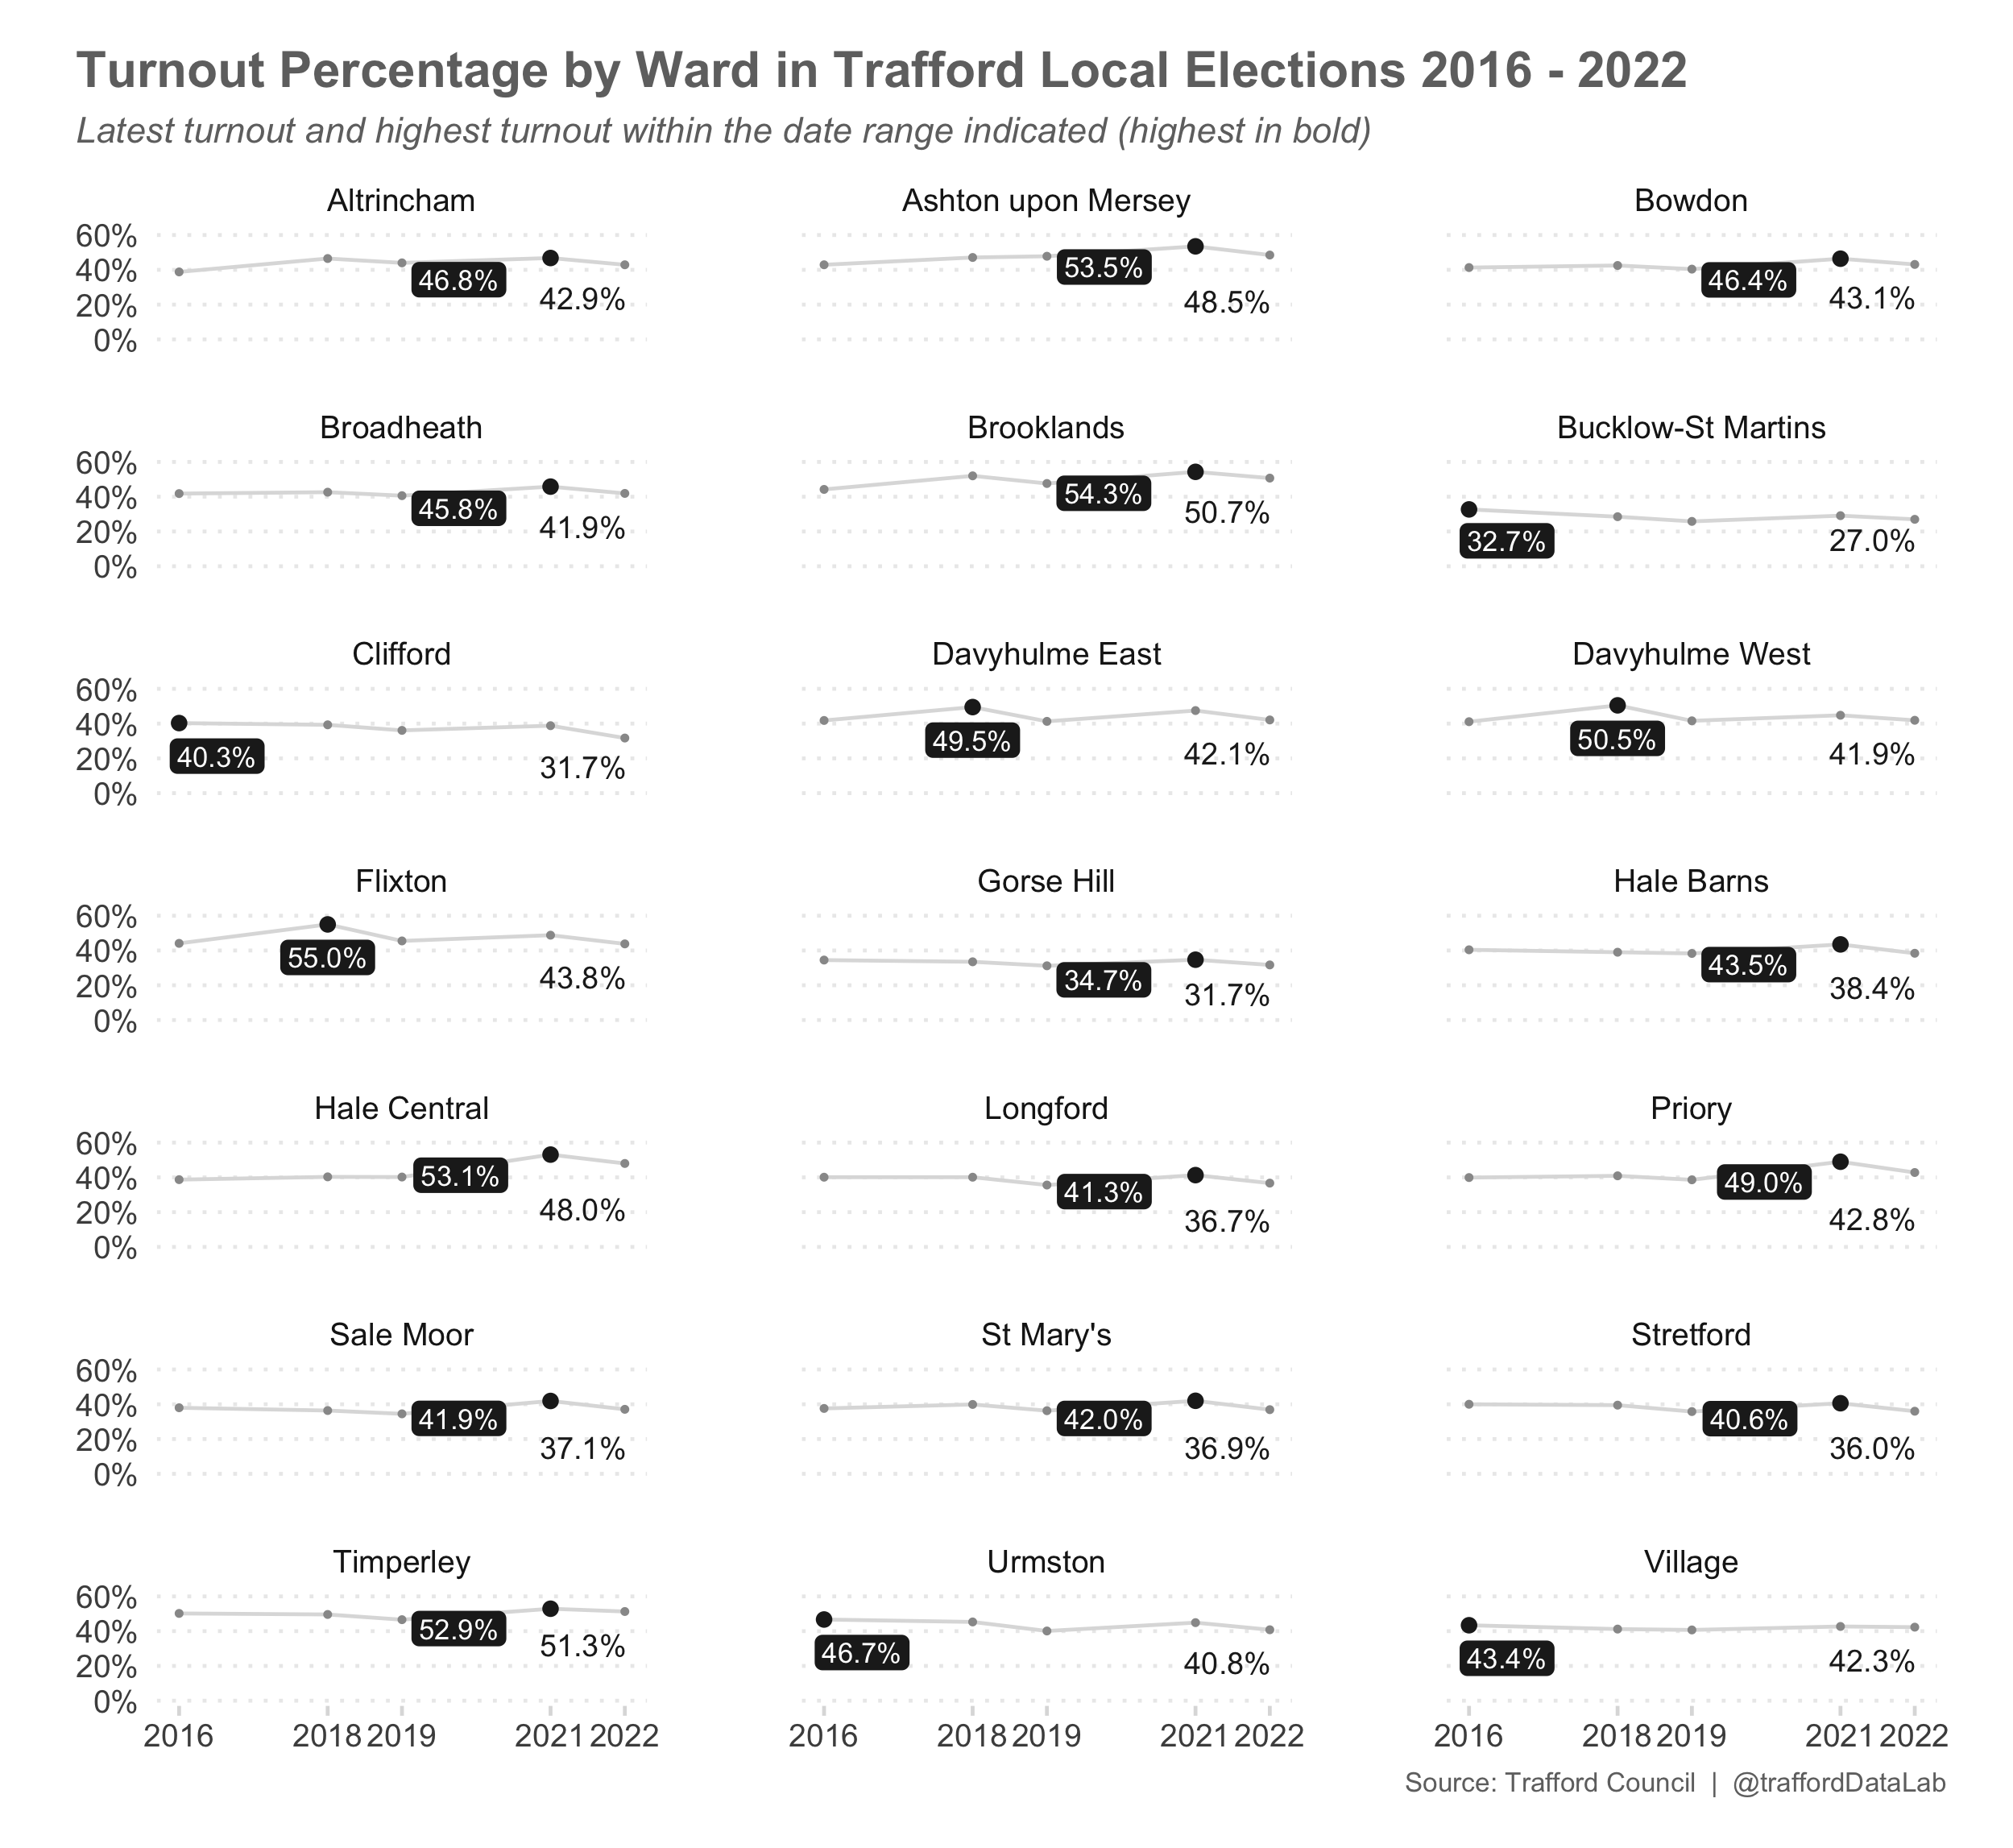 Turnout Percentage by Ward in Trafford Local Elections 2016 - 2022
Latest turnout and highest turnout within the date range indicated (highest in bold)
Altrincham
60%
40%
20%
0%
46.8%
42.9%
Ashton upon Mersey
53.5%
48.5%
Bowdon
46.4%
43.1%
Broadheath
60%
40%
20%
0%
45.8%
41.9%
Brooklands
54.3%
50.7%
Bucklow-St Martins
32.7%
27.0%
Clifford
60%
40%
20%
0%
40.3%
31.7%
Davyhulme East
49.5%
42.1%
Davyhulme West
50.5%
41.9%
Flixton
60%
40%
20%
0%
55.0%
43.8%
Gorse Hill
34.7%
31.7%
Hale Barns
43.5%
38.4%
Hale Central
60%
40%
20%
0%
53.1%
48.0%
Longford
41.3%
36.7%
Priory
49.0%
42.8%
Sale Moor
60%
40%
20%
0%
41.9%
37.1%
St Mary's
42.0%
36.9%
Stretford
40.6%
36.0%
Timperley
60%
40%
20%
0%
52.9%
51.3%
2016 2018 2019 2021 2022
Urmston
46.7%
40.8%
2016 2018 2019 2021 2022
Village
43.4%
42.3%
2016 2018 2019 2021 2022
Source: Trafford Council | @traffordDataLab